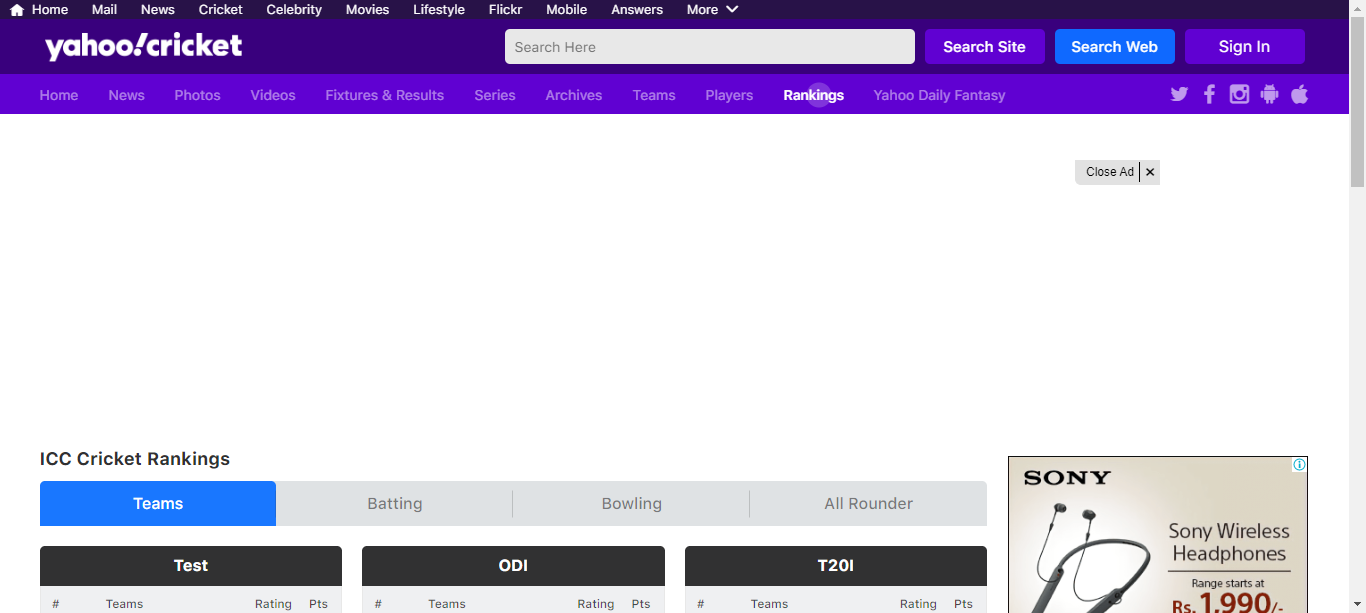 Home Mail News Cricket Celebrity Movies Lifestyle Flickr Mobile Answers More
yahoo!cricket
Search Here
Search Site
Search Web
Sign In
Home News Photos Videos Fixtures & Results Series Archives Teams Players Rankings Yahoo Daily Fantasy
Close Ad
ICC Cricket Rankings
Teams Batting Bowling All Rounder
Test ODI T20I
# Teams Rating Pts # Teams Rating Pts # Teams Rating Pts
SONY
Sony Wireless
Headphones
Range starts at
Rs. 1,990/-